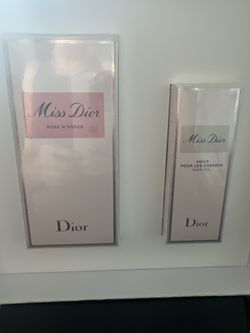 Miss Dior
ROSE N' ROSES
Dior
Miss Dior
HUILE
POUR LES CHEVEUX
HAIR OIL
Dior